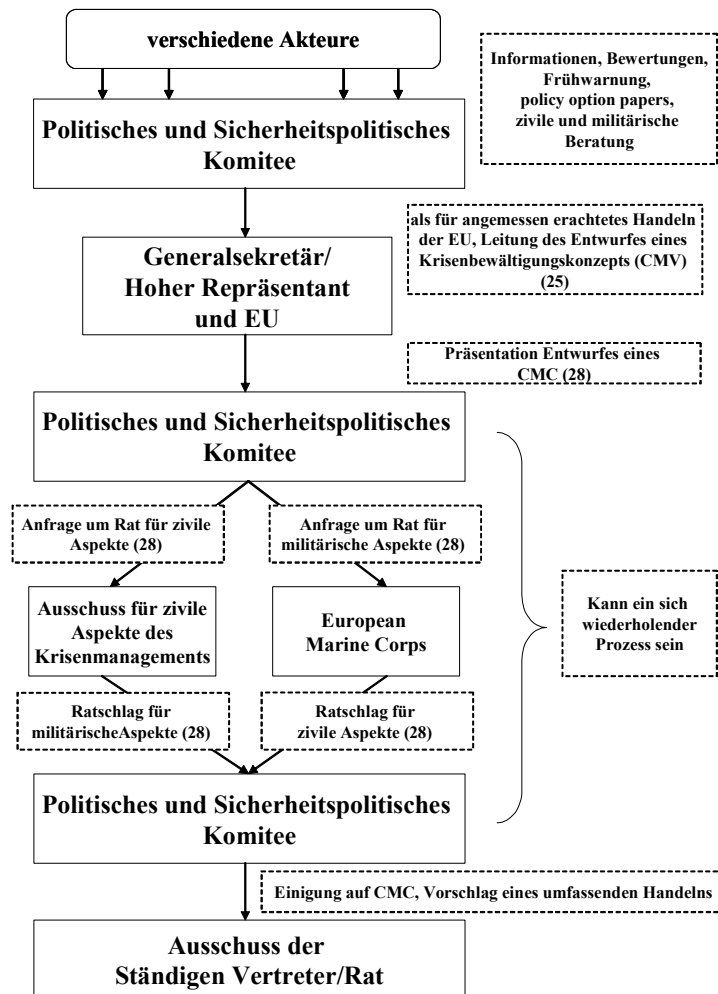 verschiedene Akteure
Informationen, Bewertungen,
Frühwarnung,
policy option papers,
zivile und militärische
Beratung
Politisches und Sicherheitspolitisches
Komitee
als für angemessen erachtetes Handeln
der EU, Leitung des Entwurfes eines
Krisenbewältigungskonzepts (CMV)
(25)
Generalsekretär/
Hoher Repräsentant
und EU
Präsentation Entwurfes eines
CMC (28)
Politisches und Sicherheitspolitisches
Komitee
Anfrage um Rat für zivile
Aspekte (28)
Anfrage um Rat für
militärische Aspekte (28)
Ausschuss für zivile
Aspekte des
Krisenmanagements
European
Marine Corps
Kann ein sich
wiederholender
Prozess sein
Ratschlag für
militärischeAspekte (28)
Ratschlag für
zivile Aspekte (28)
Politisches und Sicherheitspolitisches
Komitee
Einigung auf CMC, Vorschlag eines umfassenden Handelns
Ausschuss der
Ständigen Vertreter/Rat